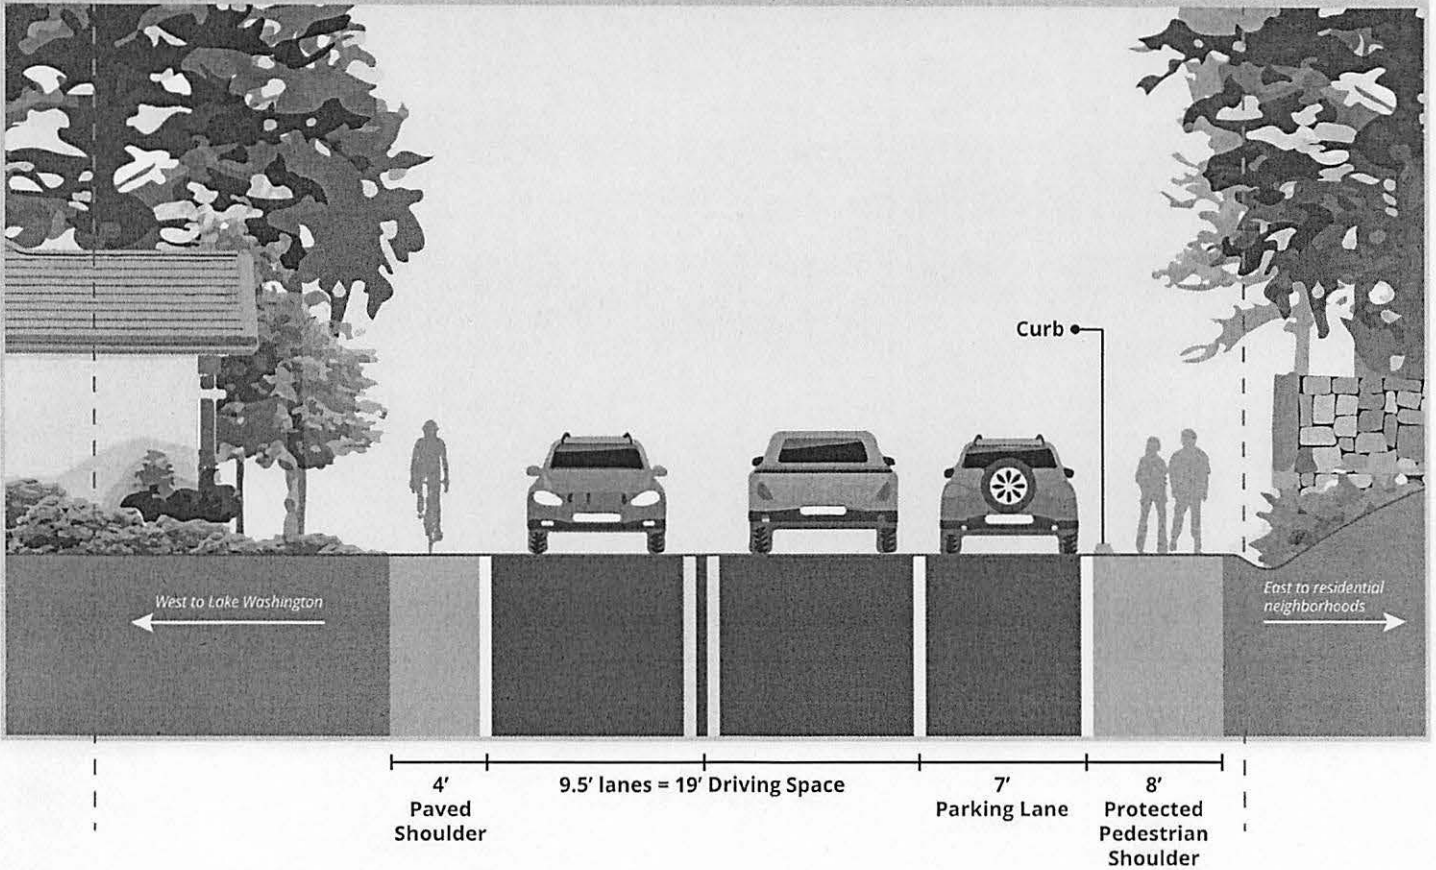 Curb
West to Lake Washington
East to residential
neighborhoods
4'
Paved
Shoulder
9.5' lanes = 19' Driving Space
7'
Parking Lane
8'
Protected
Pedestrian
Shoulder